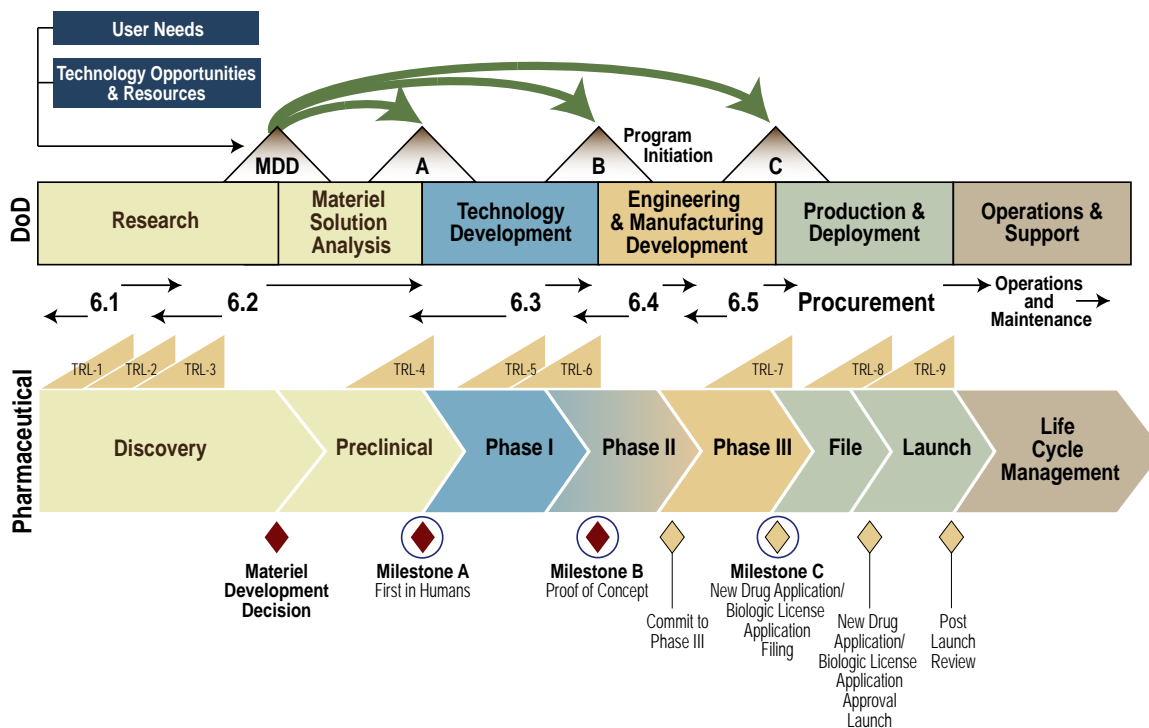 User Needs
Technology Opportunities
& Resources
MDD
A
B
Program
Initiation
C
DoD
Research
Materiel
Solution
Analysis
Technology
Development
Engineering
& Manufacturing
Development
Production &
Deployment
Operations &
Support
6.1
6.2
6.3
6.4
6.5
Procurement
Operations
and
Maintenance
TRL-1
TRL-2
TRL-3
TRL-4
TRL-5
TRL-6
TRL-7
TRL-8
TRL-9
Pharmaceutical
Discovery
Preclinical
Phase I
Phase II
Phase III
File
Launch
Life
Cycle
Management
Materiel
Development
Decision
Milestone A
First in Humans
Milestone B
Proof of Concept
Commit to
Phase III
Milestone C
New Drug Application/
Biologic License
Application
Filing
New Drug
Application/
Biologic License
Application
Approval
Launch
Post
Launch
Review